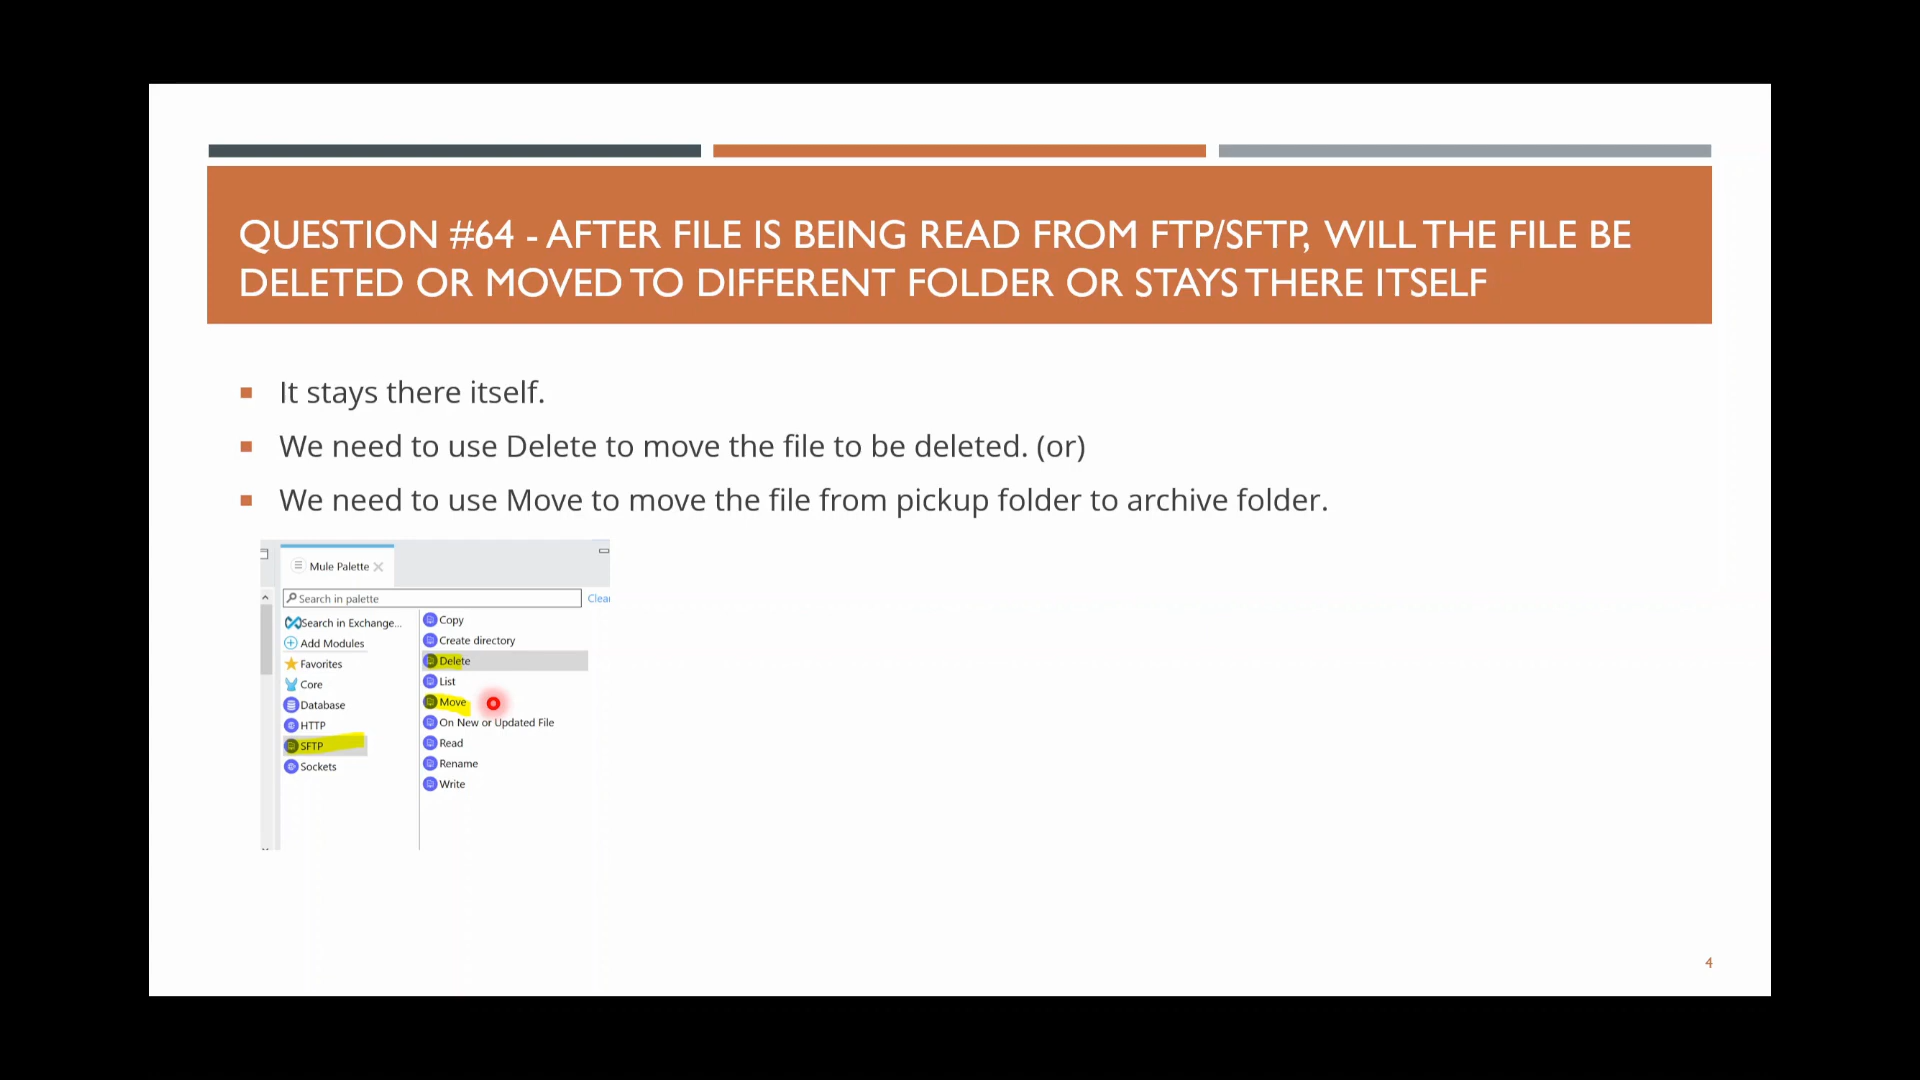 QUESTION #64 - AFTER FILE IS BEING READ FROM FTP/SFTP, WILL THE FILE BE
DELETED OR MOVED TO DIFFERENT FOLDER OR STAYS THERE ITSELF
It stays there itself.
We need to use Delete to move the file to be deleted. (or)
We need to use Move to move the file from pickup folder to archive folder.
Mule Palette
Search in palette
Clear
Search in Exchange...
Add Modules
Favorites
Core
Database
HTTP
SFTP
Sockets
Copy
Create directory
Delete
List
Move
On New or Updated File
Read
Rename
Write
4